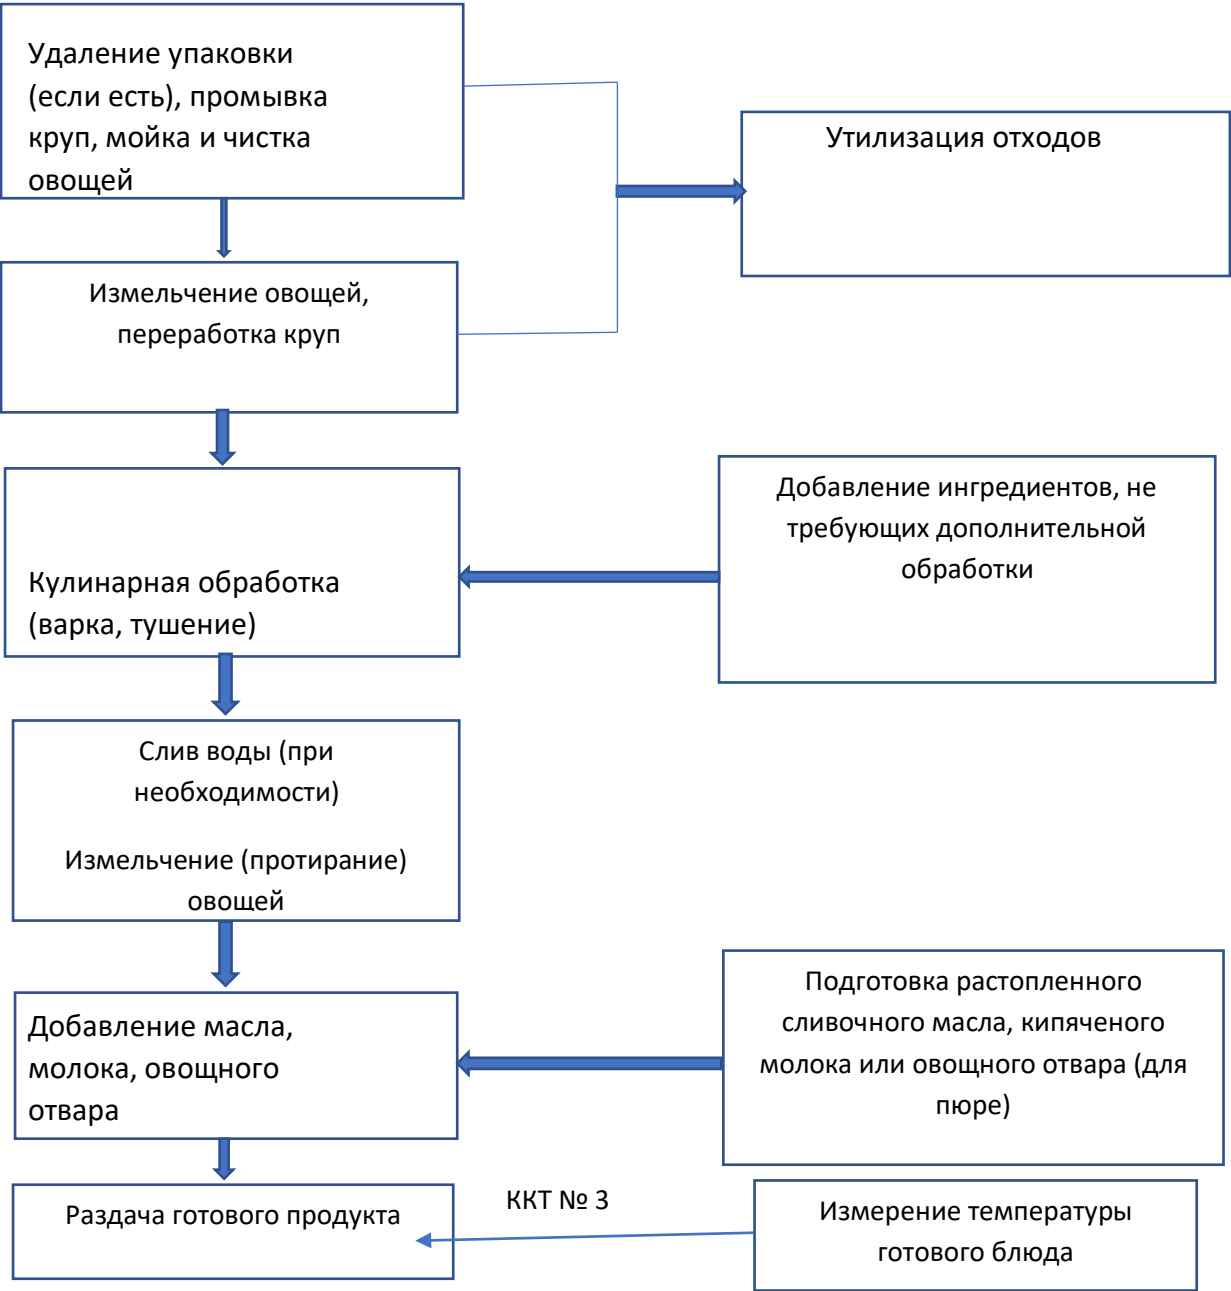 Удаление упаковки
(если есть), промывка
круп, мойка и чистка
овощей
Утилизация отходов
Измельчение овощей,
переработка круп
Добавление ингредиентов, не
требующих дополнительной
обработки
Кулинарная обработка
(варка, тушение)
Слив воды (при
необходимости)
Измельчение (протирание)
овощей
Подготовка растопленного
сливочного масла, кипяченого
молока или овощного отвара (для
пюре)
Добавление масла,
молока, овощного
отвара
Раздача готового продукта
ККТ № 3
Измерение температуры
готового блюда